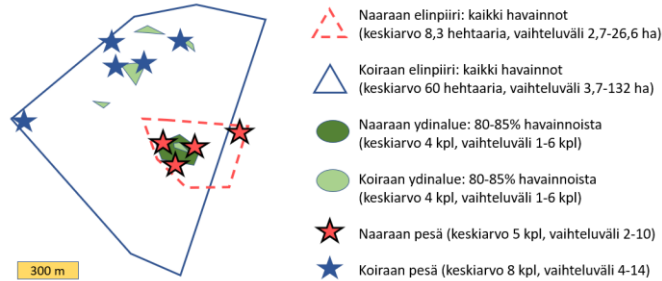 Naaraan elinpiiri: kaikki havainnot
(keskiarvo 8,3 hehtaaria, vaihteluväli 2,7-26,6 ha)
Koiraan elinpiiri: kaikki havainnot
(keskiarvo 60 hehtaaria, vaihteluväli 3,7-132 ha)
Naaraan ydinalue: 80-85% havainnoista
(keskiarvo 4 kpl, vaihteluväli 1-6 kpl)
Koiraan ydinalue: 80-85% havainnoista
(keskiarvo 4 kpl, vaihteluväli 1-6 kpl)
Naaraan pesä (keskiarvo 5 kpl, vaihteluväli 2-10)
Koiraan pesä (keskiarvo 8 kpl, vaihteluväli 4-14)
300 m